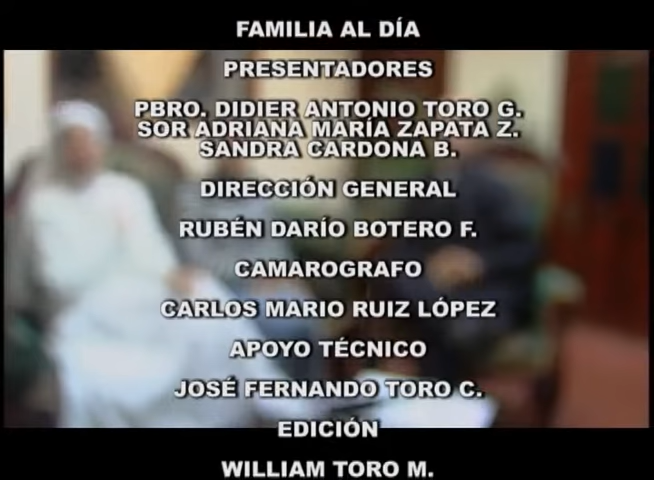 FAMILIA AL DÍA
PRESENTADORES
PBRO. DIDIER ANTONIO TORO G.
SOR ADRIANA MARÍA ZAPATA Z.
SANDRA CARDONA B.
DIRECCIÓN GENERAL
RUBÉN DARÍO BOTERO F.
CAMAROGRAFO
CARLOS MARIO RUIZ LÓPEZ
APOYO TÉCNICO
JOSÉ FERNANDO TORO C.
EDICIÓN
WILLIAM TORO M.